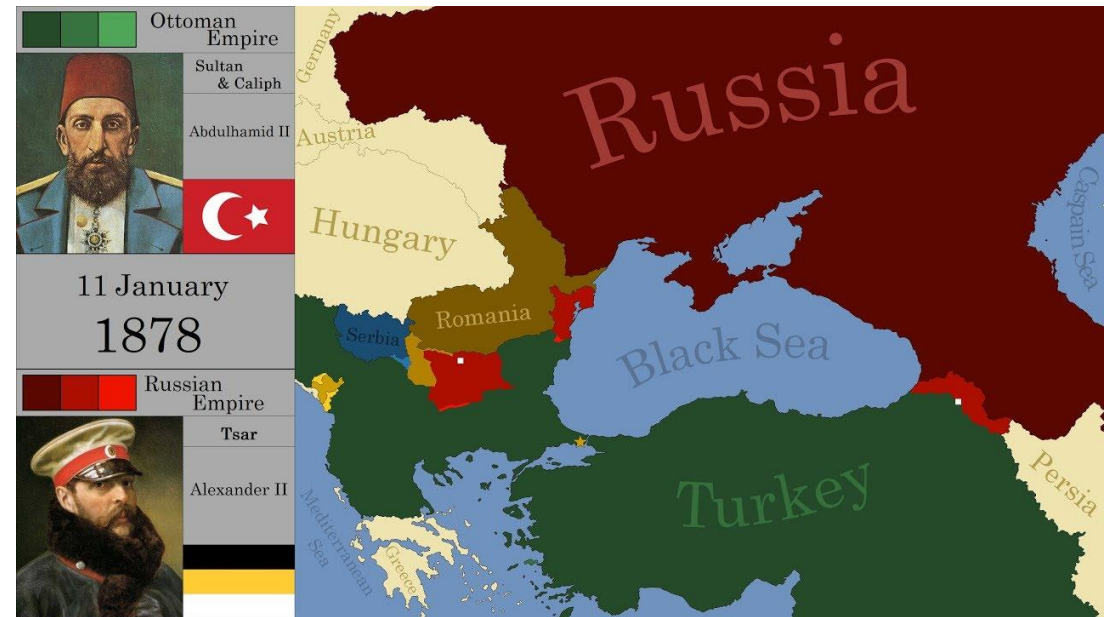 Ottoman
Empire
Sultan
& Caliph
Abdulhamid II
11 January
1878
Russian
Empire
Tsar
Alexander II
Germany
Austria
Hungary
Russia
Caspain Sea
Romania
Serbia
Black Sea
Turkey
Persia
Mediterranean
Sea
Greece